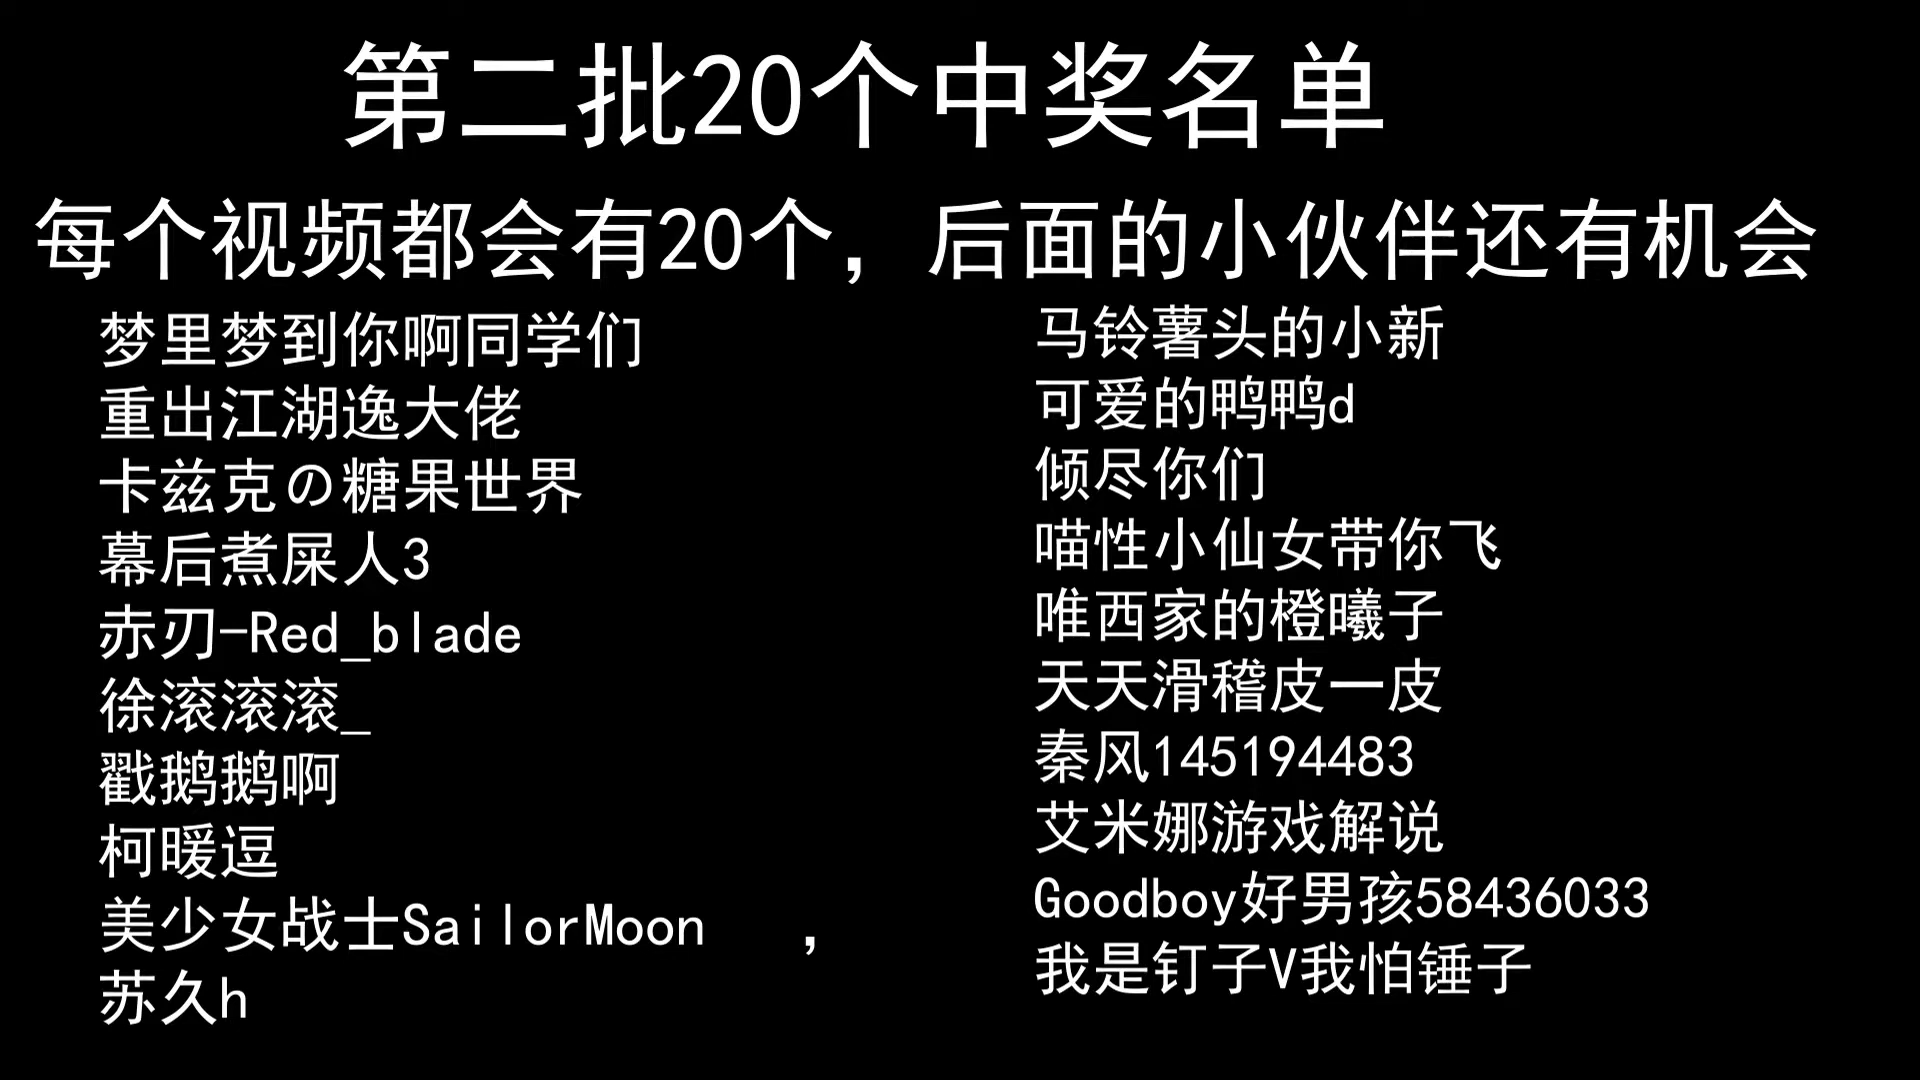 第二批20个中奖名单
每个视频都会有20个，后面的小伙伴还有机会
梦里梦到你啊同学们
重出江湖逸大佬
卡兹克の糖果世界
幕后煮屎人3
赤刃-Red_blade
徐滚滚滚_
戳鹅鹅啊
柯暖逗
美少女战士SailorMoon ，
苏久h
马铃薯头的小新
可爱的鸭鸭d
倾尽你们
喵性小仙女带你飞
唯西家的橙曦子
天天滑稽皮一皮
秦风145194483
艾米娜游戏解说
Goodboy好男孩58436033
我是钉子V我怕锤子